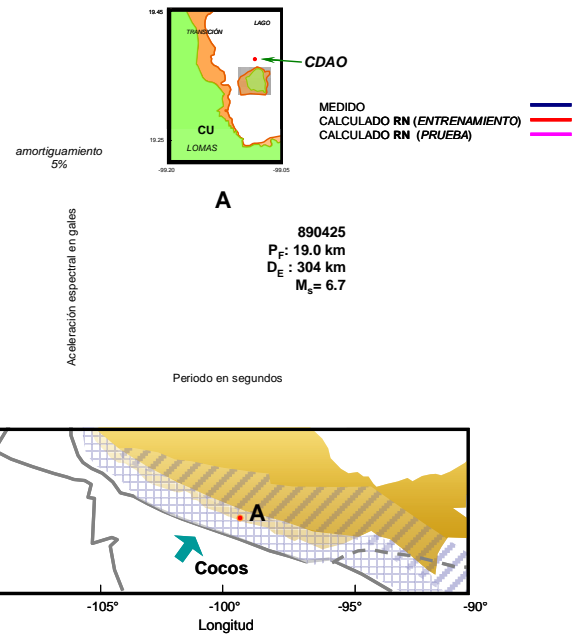 19.45
LAGO
TRANSICIÓN
CDAO
MEDIDO
CALCULADO RN (ENTRENAMIENTO)
CALCULADO RN (PRUEBA)
CU
19.25
LOMAS
amortiguamiento
5%
-99.20
-99.05
A
Aceleración espectral en gales
890425
PF: 19.0 km
DE : 304 km
Ms= 6.7
Periodo en segundos
A
Cocos
-105°
-100°
-95°
-90°
Longitud